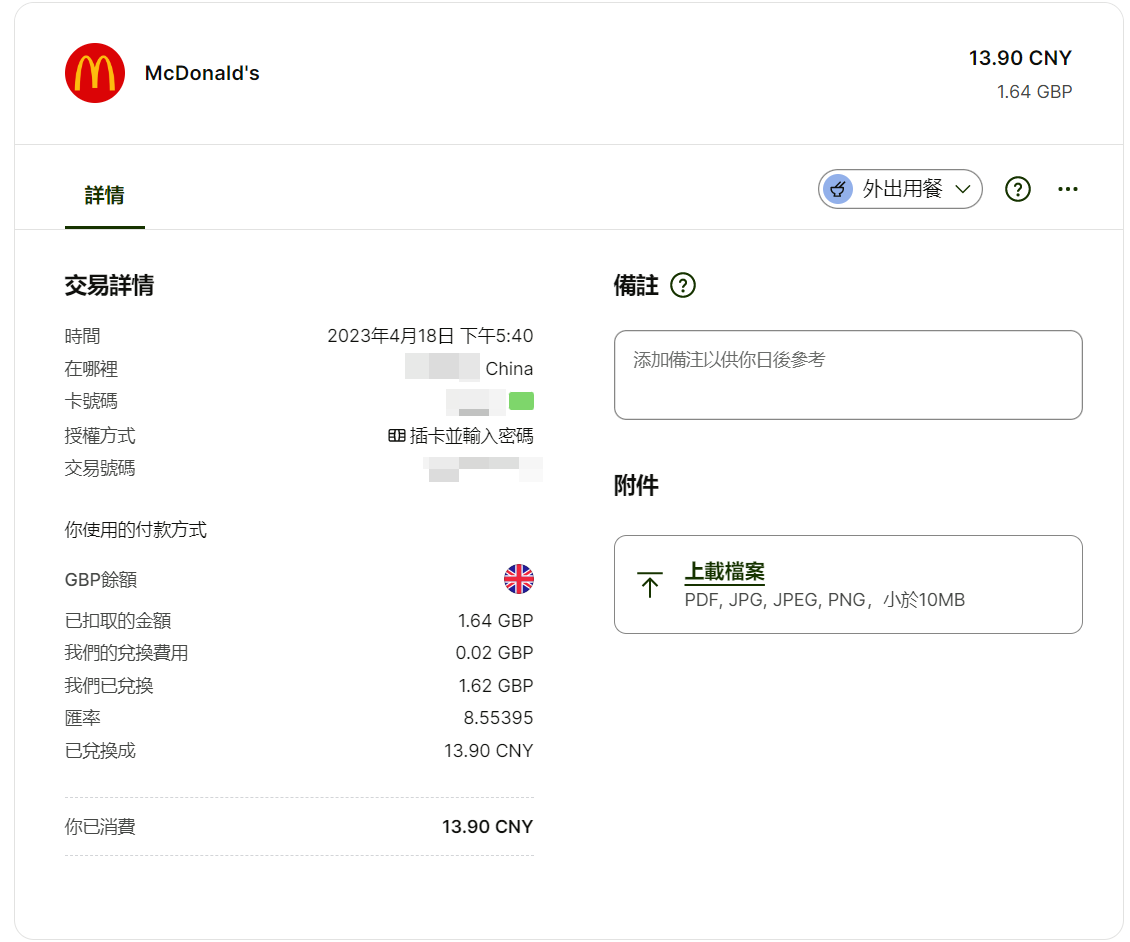 McDonald's
13.90 CNY
1.64 GBP
詳情
外出用餐
交易詳情
時間 2023年4月18日 下午5:40
在哪裡 China
卡號碼
授權方式 插卡並輸入密碼
交易號碼
你使用的付款方式
GBP餘額
已扣取的金額 1.64 GBP
我們的兌換費用 0.02 GBP
我們已兌換 1.62 GBP
匯率 8.55395
已兌換成 13.90 CNY
你已消費 13.90 CNY
備註
添加備注以供你日後參考
附件
上載檔案
PDF, JPG, JPEG, PNG，小於10MB